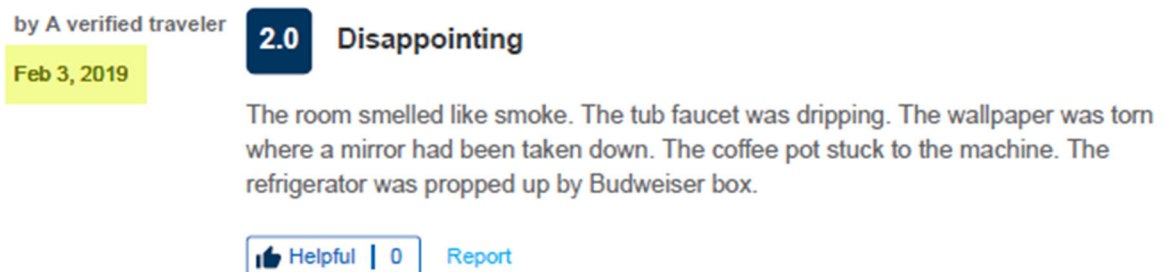 by A verified traveler
Feb 3, 2019
2.0 Disappointing
The room smelled like smoke. The tub faucet was dripping. The wallpaper was torn
where a mirror had been taken down. The coffee pot stuck to the machine. The
refrigerator was propped up by Budweiser box.
Helpful | 0 Report